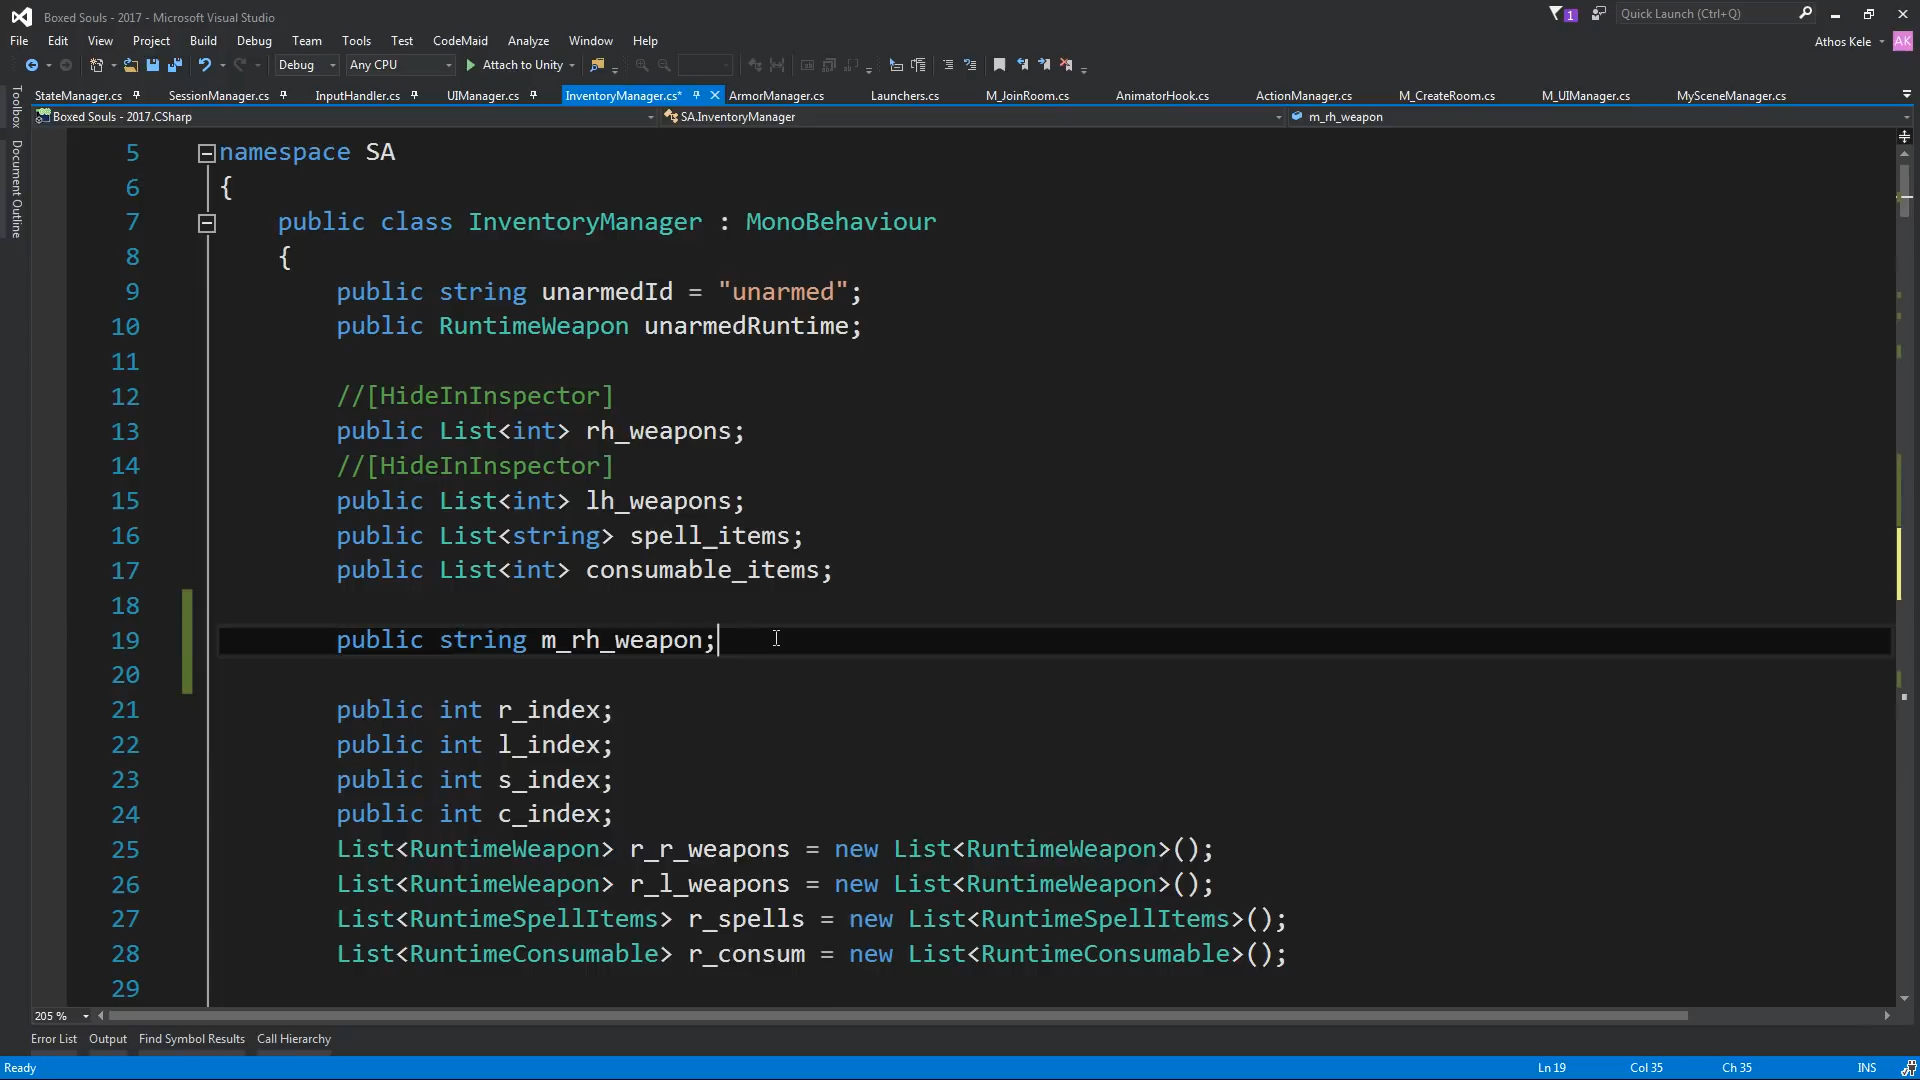 Boxed Souls - 2017 - Microsoft Visual Studio
1
Quick Launch (Ctrl+Q)
File Edit View Project Build Debug Team Tools Test CodeMaid Analyze Window Help
Athos Kele AK
Debug Any CPU Attach to Unity
StateManager.cs SessionManager.cs InputHandler.cs UIManager.cs InventoryManager.cs* ArmorManager.cs Launchers.cs M_JoinRoom.cs AnimatorHook.cs ActionManager.cs M_CreateRoom.cs M_UIManager.cs MySceneManager.cs
Boxed Souls - 2017.CSharp SA.InventoryManager m_rh_weapon
Toolbox
Document Outline
5 namespace SA
6 {
7 public class InventoryManager : MonoBehaviour
8 {
9 public string unarmedId = "unarmed";
10 public RuntimeWeapon unarmedRuntime;
11
12 //[HideInInspector]
13 public List<int> rh_weapons;
14 //[HideInInspector]
15 public List<int> lh_weapons;
16 public List<string> spell_items;
17 public List<int> consumable_items;
18
19 public string m_rh_weapon;
20
21 public int r_index;
22 public int l_index;
23 public int s_index;
24 public int c_index;
25 List<RuntimeWeapon> r_r_weapons = new List<RuntimeWeapon>();
26 List<RuntimeWeapon> r_l_weapons = new List<RuntimeWeapon>();
27 List<RuntimeSpellItems> r_spells = new List<RuntimeSpellItems>();
28 List<RuntimeConsumable> r_consum = new List<RuntimeConsumable>();
29
205 %
Error List Output Find Symbol Results Call Hierarchy
Ready Ln 19 Col 35 Ch 35 INS